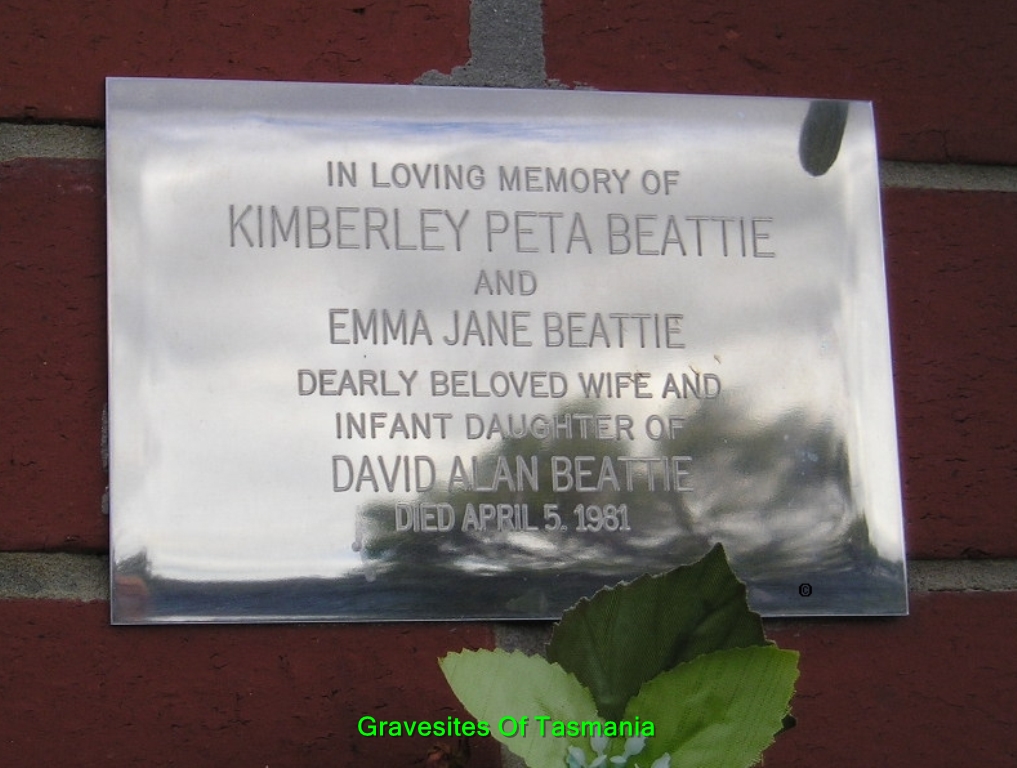 IN LOVING MEMORY OF
KIMBERLEY PETA BEATTIE
AND
EMMA JANE BEATTIE
DEARLY BELOVED WIFE AND
INFANT DAUGHTER OF
DAVID ALAN BEATTIE
DIED APRIL 5. 1981
©
Gravesites Of Tasmania